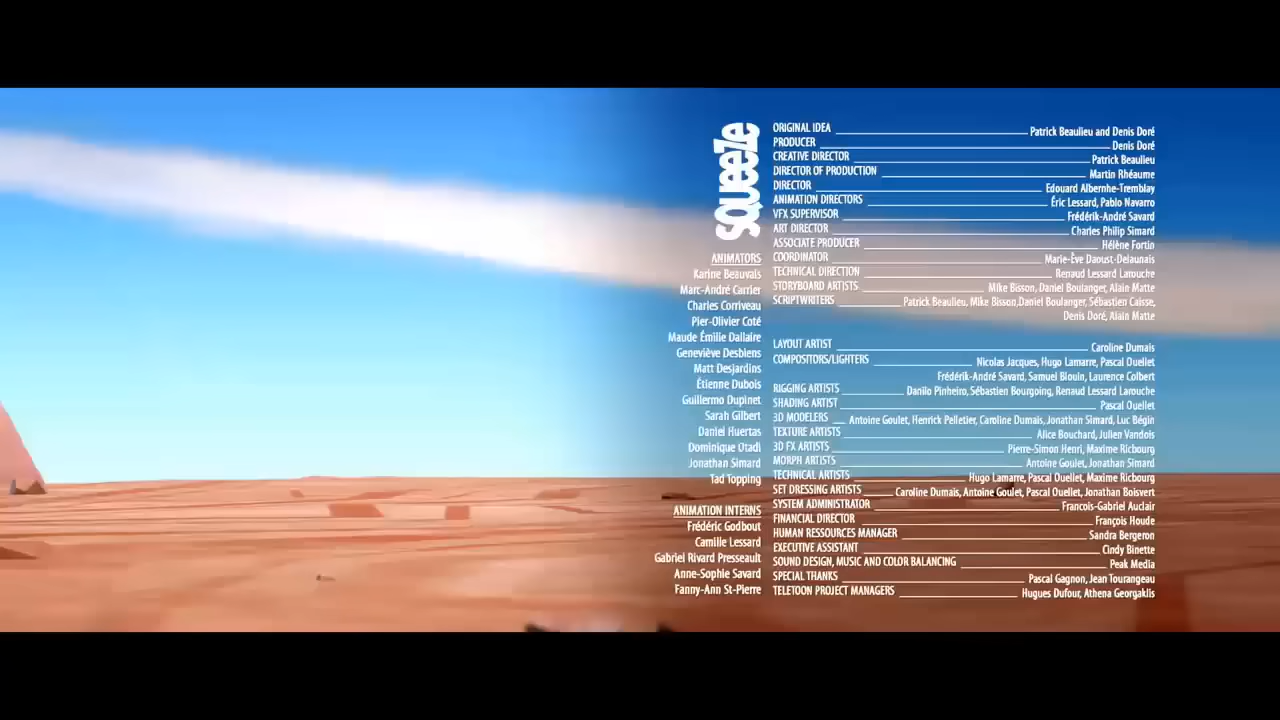 squeeze
ANIMATORS
Karine Beauvais
Marc-André Carrier
Charles Corriveau
Pier-Olivier Coté
Maude Émilie Dallaire
Geneviève Desbiens
Matt Desjardins
Étienne Dubois
Guillermo Dupinet
Sarah Gilbert
Daniel Huertas
Dominique Otadi
Jonathan Simard
Tad Topping
ANIMATION INTERNS
Frédéric Godbout
Camille Lessard
Gabriel Rivard Presseault
Anne-Sophie Savard
Fanny-Ann St-Pierre
ORIGINAL IDEA Patrick Beaulieu and Denis Doré
PRODUCER Denis Doré
CREATIVE DIRECTOR Patrick Beaulieu
DIRECTOR OF PRODUCTION Martin Rhéaume
DIRECTOR Edouard Albernhe-Tremblay
ANIMATION DIRECTORS Éric Lessard, Pablo Navarro
VFX SUPERVISOR Frédérik-André Savard
ART DIRECTOR Charles Philip Simard
ASSOCIATE PRODUCER Hélène Fortin
COORDINATOR Marie-Ève Daoust-Delaunais
TECHNICAL DIRECTION Renaud Lessard Larouche
STORYBOARD ARTISTS Mike Bisson, Daniel Boulanger, Alain Matte
SCRIPTWRITERS Patrick Beaulieu, Mike Bisson,Daniel Boulanger, Sébastien Caisse,
Denis Doré, Alain Matte
LAYOUT ARTIST Caroline Dumais
COMPOSITORS/LIGHTERS Nicolas Jacques, Hugo Lamarre, Pascal Ouellet
Frédérik-André Savard, Samuel Blouin, Laurence Colbert
RIGGING ARTISTS Danilo Pinheiro, Sébastien Bourgoing, Renaud Lessard Larouche
SHADING ARTIST Pascal Ouellet
3D MODELERS Antoine Goulet, Henrick Pelletier, Caroline Dumais, Jonathan Simard, Luc Bégin
TEXTURE ARTISTS Alice Bouchard, Julien Vandois
3D FX ARTISTS Pierre-Simon Henri, Maxime Ricbourg
MORPH ARTISTS Antoine Goulet, Jonathan Simard
TECHNICAL ARTISTS Hugo Lamarre, Pascal Ouellet, Maxime Ricbourg
SET DRESSING ARTISTS Caroline Dumais, Antoine Goulet, Pascal Ouellet, Jonathan Boisvert
SYSTEM ADMINISTRATOR Francois-Gabriel Auclair
FINANCIAL DIRECTOR François Houde
HUMAN RESSOURCES MANAGER Sandra Bergeron
EXECUTIVE ASSISTANT Cindy Binette
SOUND DESIGN, MUSIC AND COLOR BALANCING Peak Media
SPECIAL THANKS Pascal Gagnon, Jean Tourangeau
TELETOON PROJECT MANAGERS Hugues Dufour, Athena Georgaklis